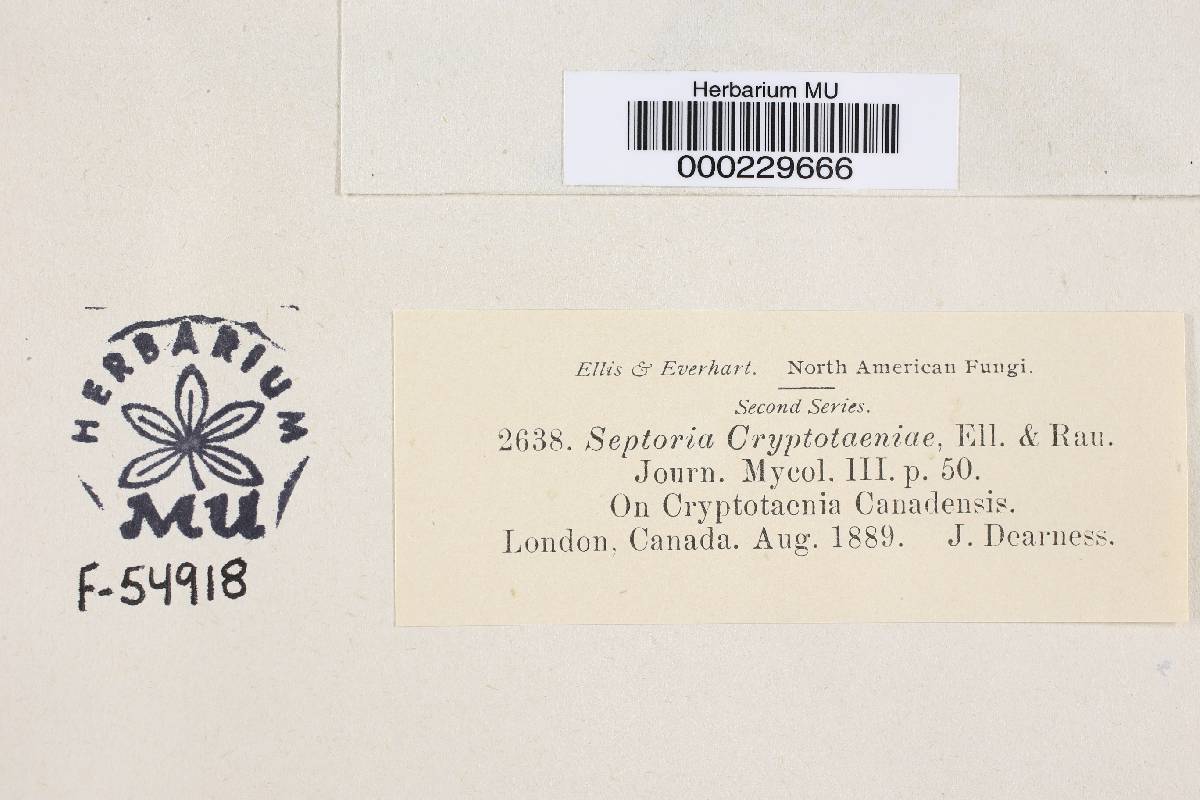 Herbarium MU
000229666
HERBARIUM
MU
F-54918
Ellis & Everhart. North American Fungi.
Second Series.
2638. Septoria Cryptotaeniae, Ell. & Rau.
Journ. Mycol. III. p. 50.
On Cryptotaenia Canadensis.
London, Canada. Aug. 1889. J. Dearness.